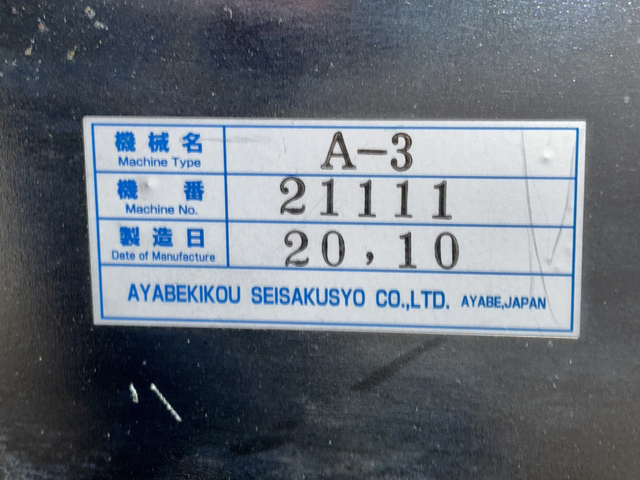 機械名 A-3
Machine Type
機番 21111
Machine No.
製造日 20,10
Date of Manufacture
AYABEKIKOU SEISAKUSYO CO.,LTD. AYABE,JAPAN